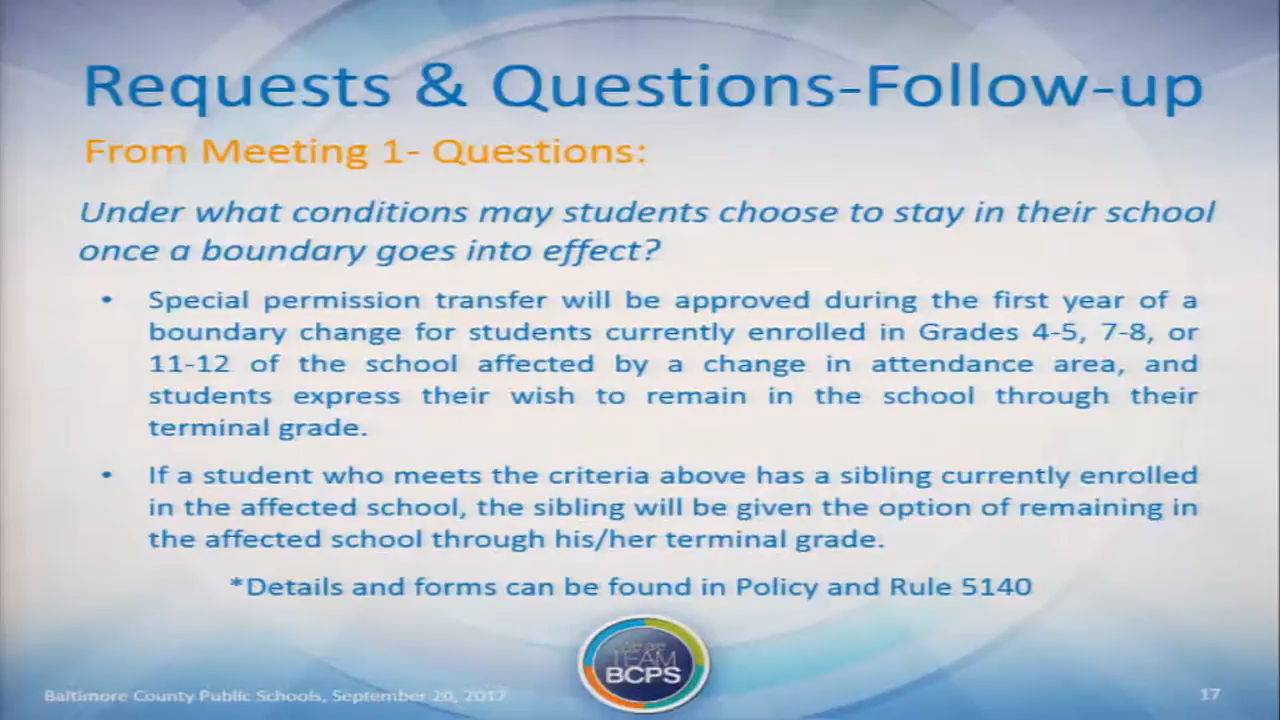 Requests & Questions-Follow-up
From Meeting 1- Questions:
Under what conditions may students choose to stay in their school
once a boundary goes into effect?
• Special permission transfer will be approved during the first year of a
boundary change for students currently enrolled in Grades 4-5, 7-8, or
11-12 of the school affected by a change in attendance area, and
students express their wish to remain in the school through their
terminal grade.
• If a student who meets the criteria above has a sibling currently enrolled
in the affected school, the sibling will be given the option of remaining in
the affected school through his/her terminal grade.
*Details and forms can be found in Policy and Rule 5140
TEAM
BCPS
Baltimore County Public Schools, September 20, 2017
17